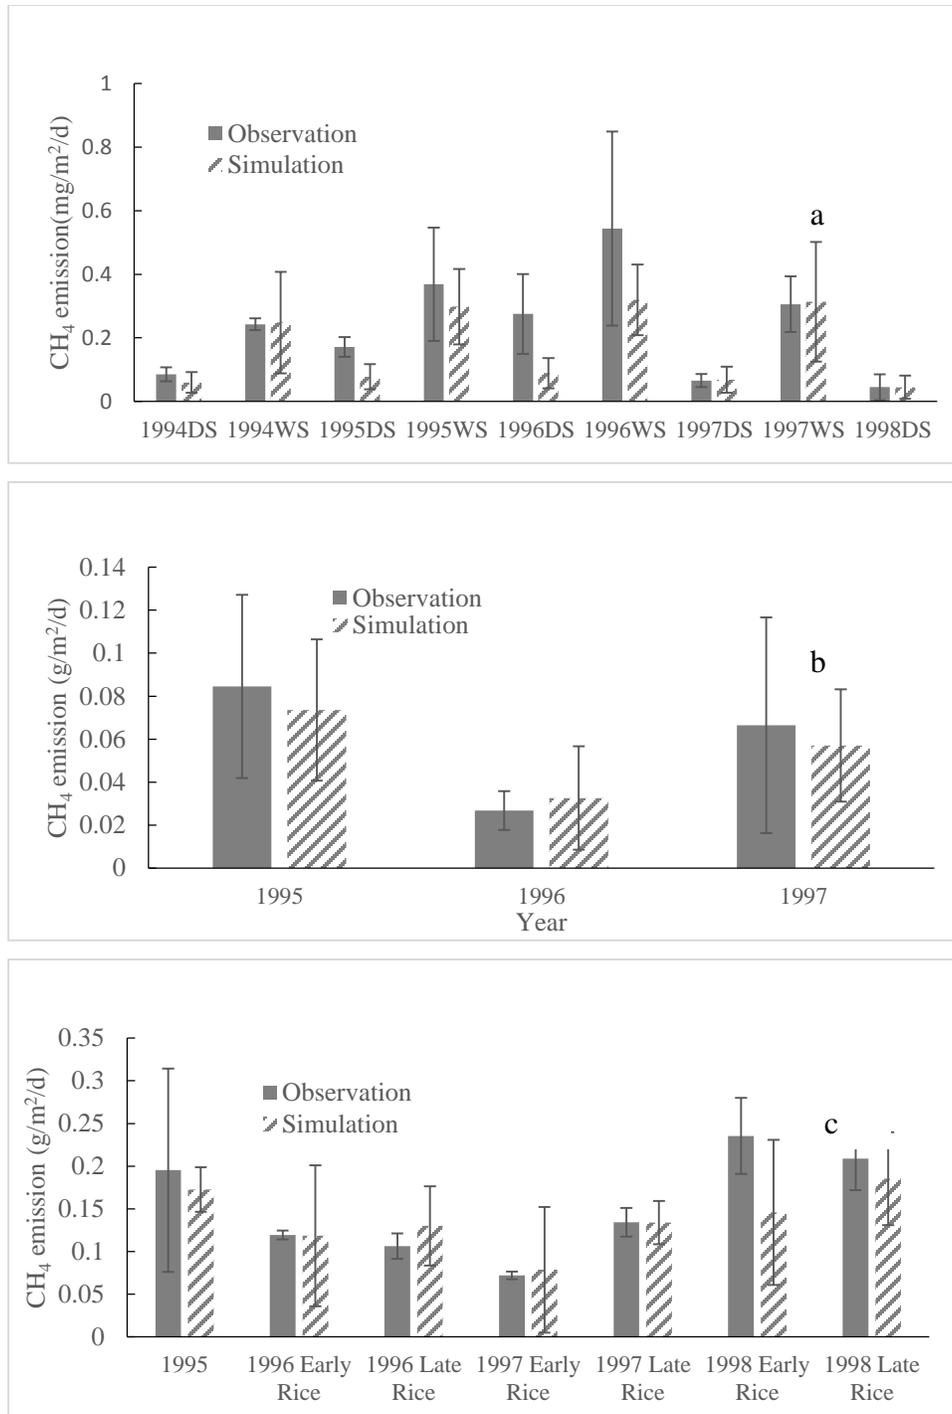 1
0.8
0.6
0.4
0.2
0
CH4 emission(mg/m²/d)
Observation
Simulation
a
1994DS 1994WS 1995DS 1995WS 1996DS 1996WS 1997DS 1997WS 1998DS
0.14
0.12
0.1
0.08
0.06
0.04
0.02
0
CH4 emission (g/m²/d)
Observation
Simulation
b
1995 1996 1997
Year
0.35
0.3
0.25
0.2
0.15
0.1
0.05
0
CH4 emission (g/m²/d)
Observation
Simulation
c
1995 1996 Early 1996 Late 1997 Early 1997 Late 1998 Early 1998 Late
Rice Rice Rice Rice Rice Rice